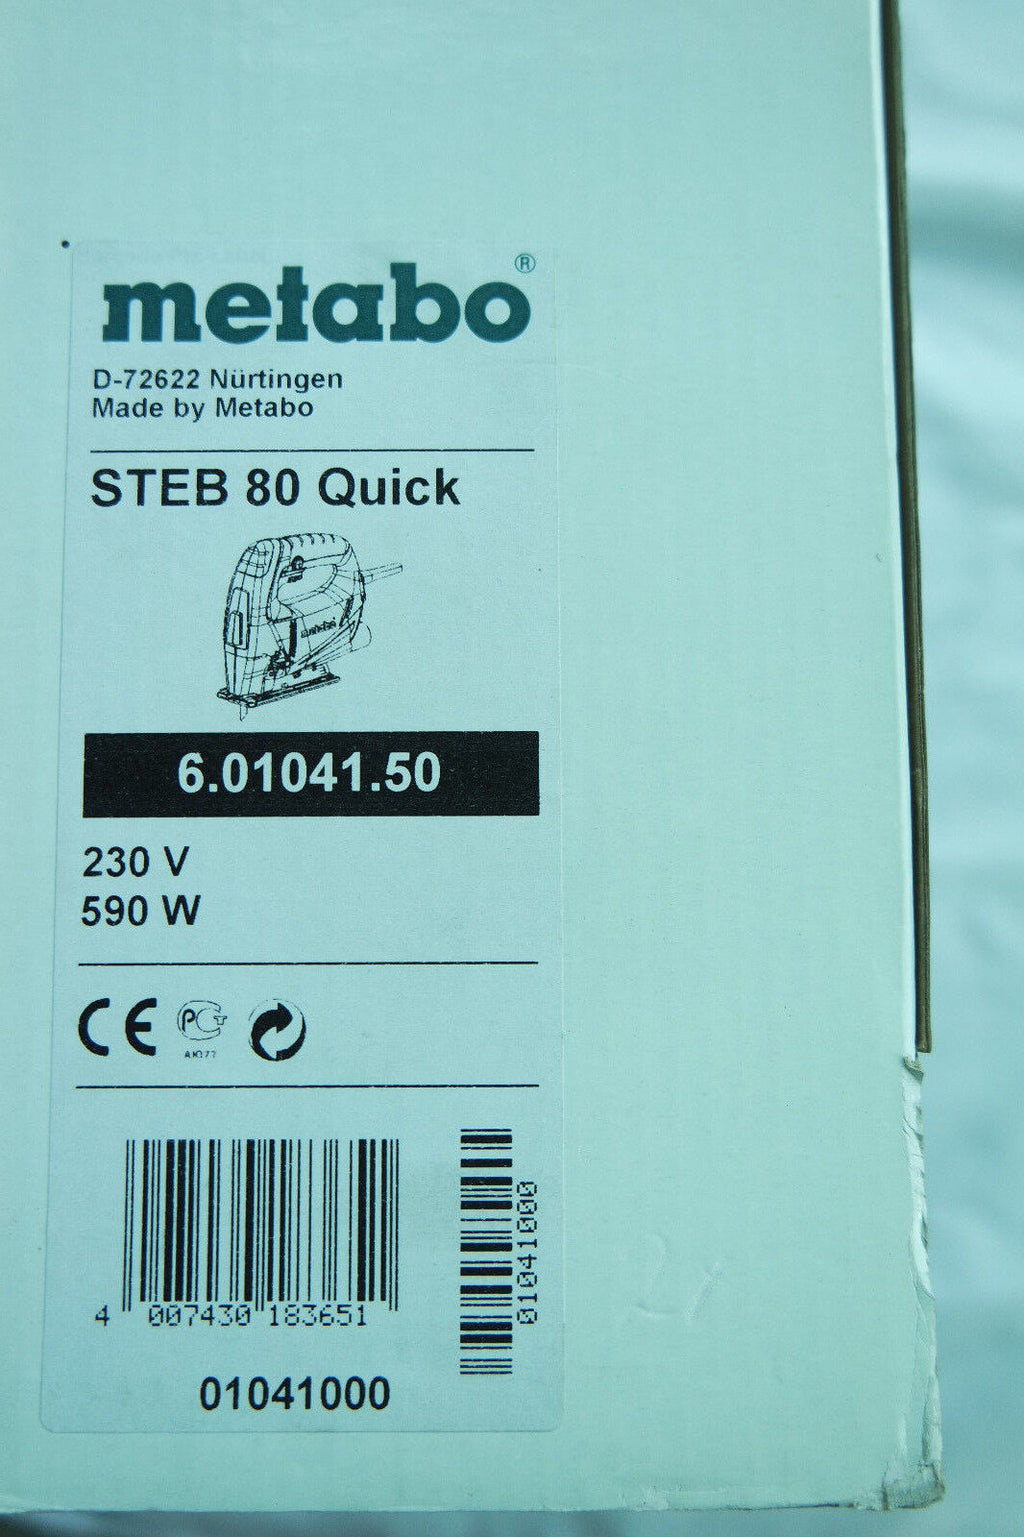 metabo®
D-72622 Nürtingen
Made by Metabo
STEB 80 Quick
metabo
6.01041.50
230 V
590 W
CE
4 007430 183651
01041000
01041000